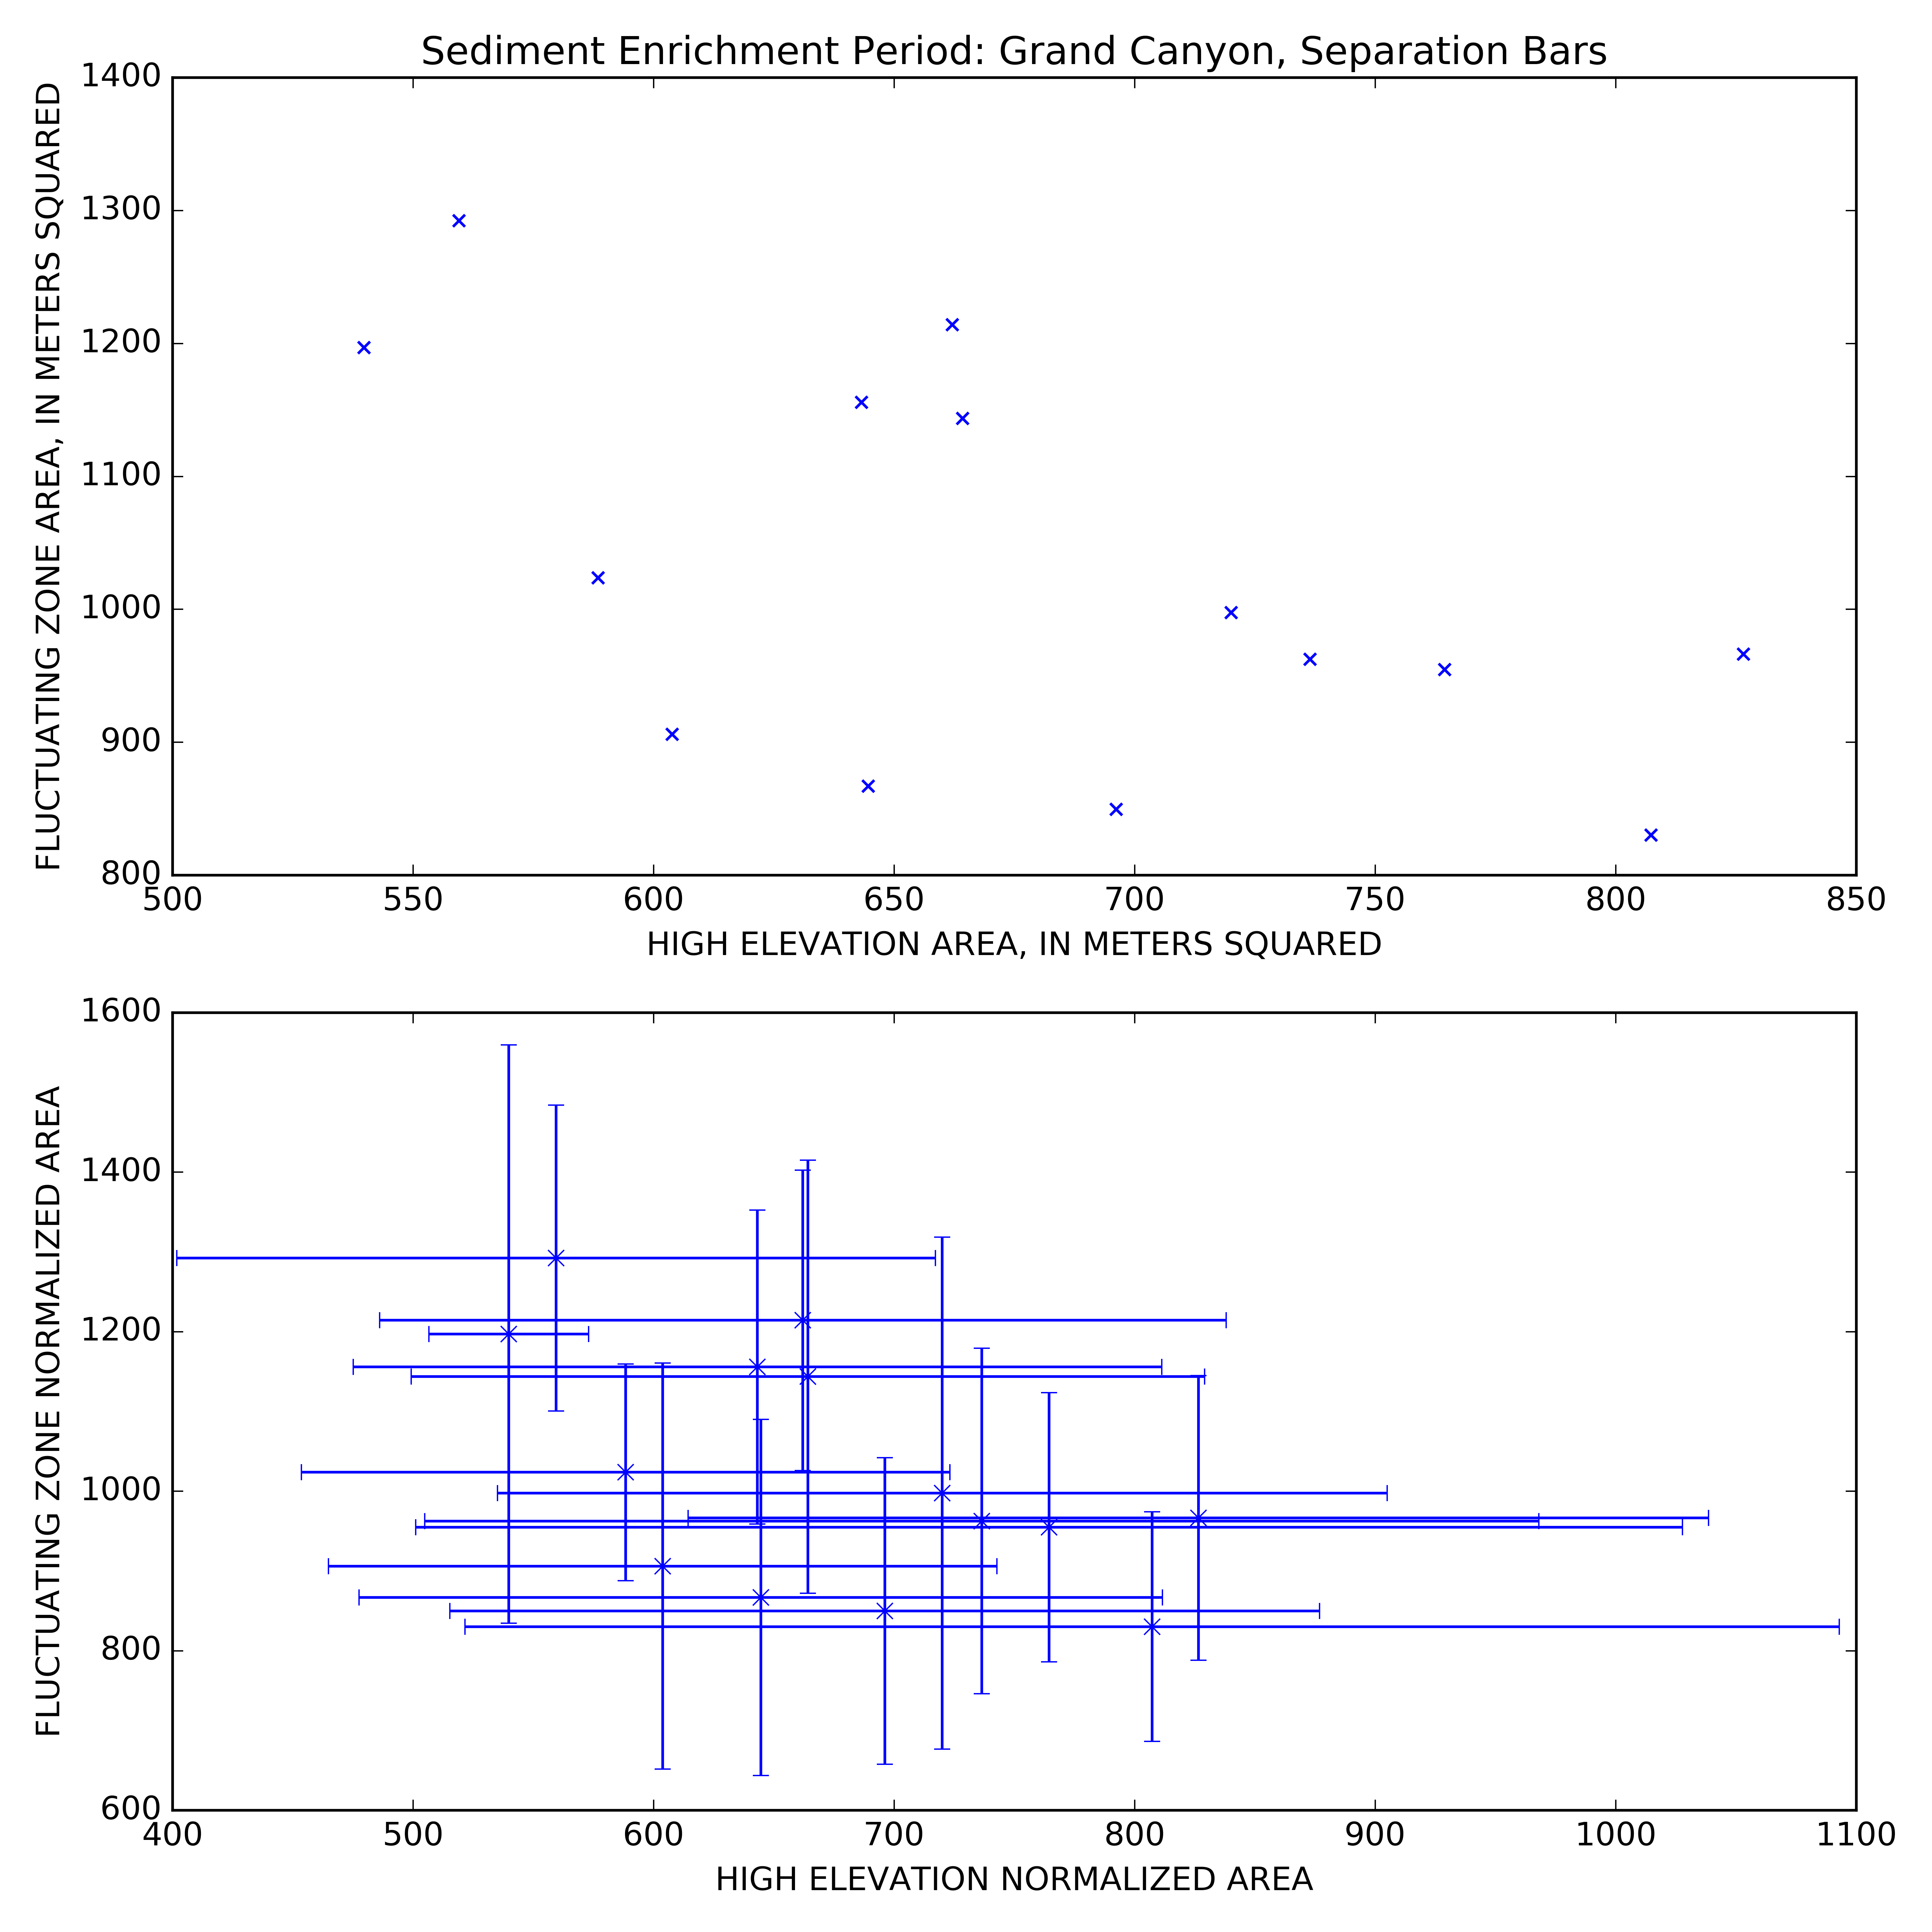 Sediment Enrichment Period: Grand Canyon, Separation Bars
FLUCTUATING ZONE AREA, IN METERS SQUARED
1400
1300
1200
1100
1000
900
800
500 550 600 650 700 750 800 850
HIGH ELEVATION AREA, IN METERS SQUARED
FLUCTUATING ZONE NORMALIZED AREA
1600
1400
1200
1000
800
600
400 500 600 700 800 900 1000 1100
HIGH ELEVATION NORMALIZED AREA